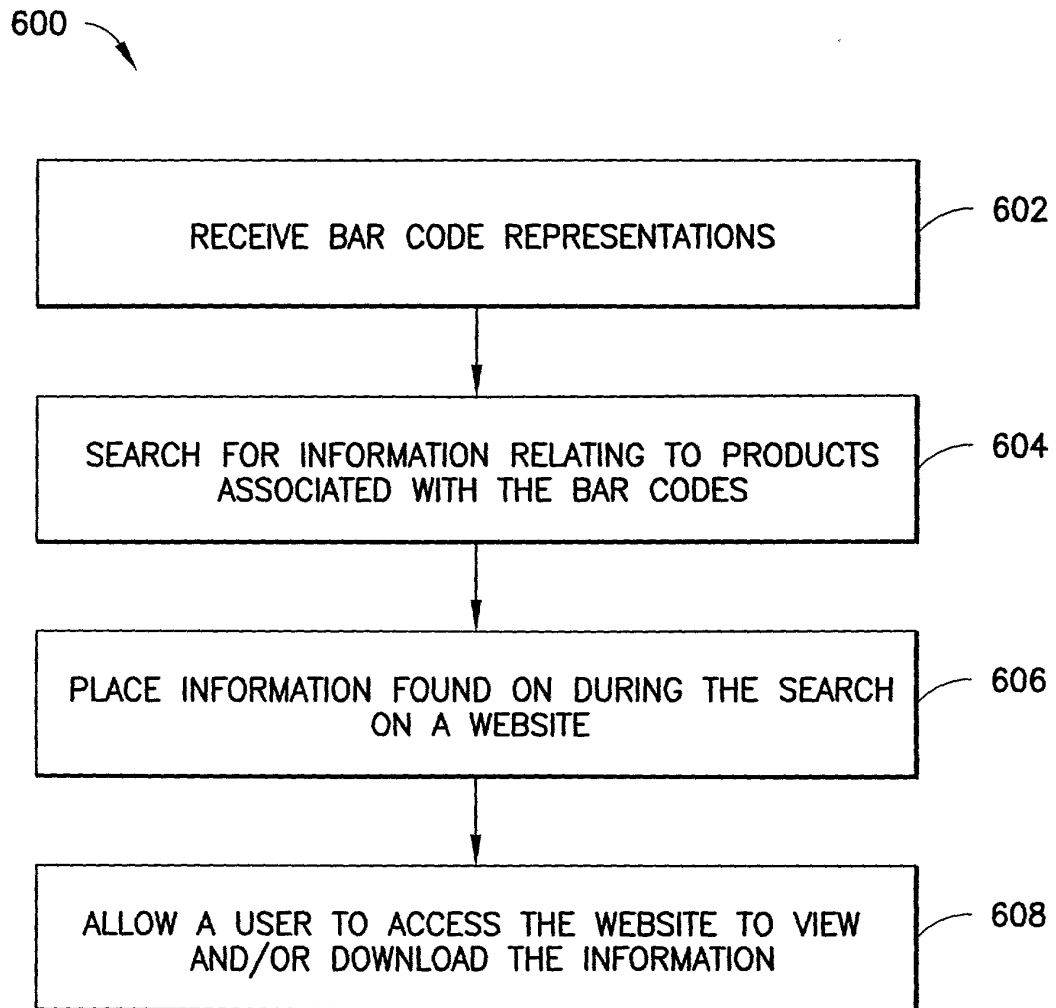 600
RECEIVE BAR CODE REPRESENTATIONS
602
SEARCH FOR INFORMATION RELATING TO PRODUCTS
ASSOCIATED WITH THE BAR CODES
604
PLACE INFORMATION FOUND ON DURING THE SEARCH
ON A WEBSITE
606
ALLOW A USER TO ACCESS THE WEBSITE TO VIEW
AND/OR DOWNLOAD THE INFORMATION
608